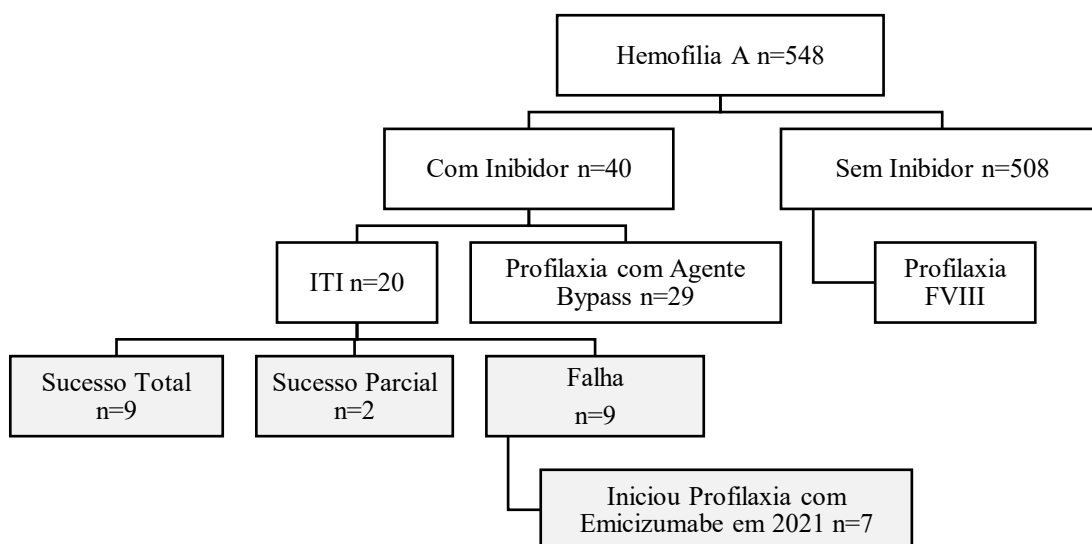 Hemofilia A n=548
Com Inibidor n=40
Sem Inibidor n=508
ITI n=20
Profilaxia com Agente
Bypass n=29
Profilaxia
FVIII
Sucesso Total
n=9
Sucesso Parcial
n=2
Falha
n=9
Iniciou Profilaxia com
Emicizumabe em 2021 n=7